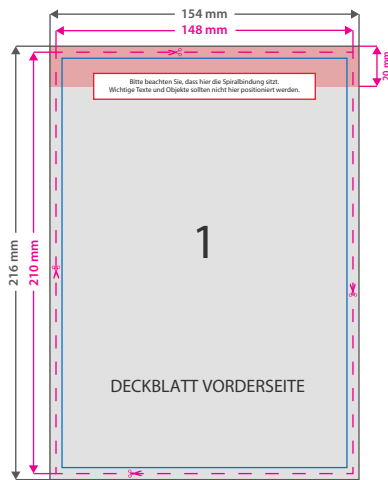 154 mm
148 mm
20 mm
Bitte beachten Sie, dass hier die Spiralbindung sitzt.
Wichtige Texte und Objekte sollten nicht hier positioniert werden.
216 mm
210 mm
1
DECKBLATT VORDERSEITE